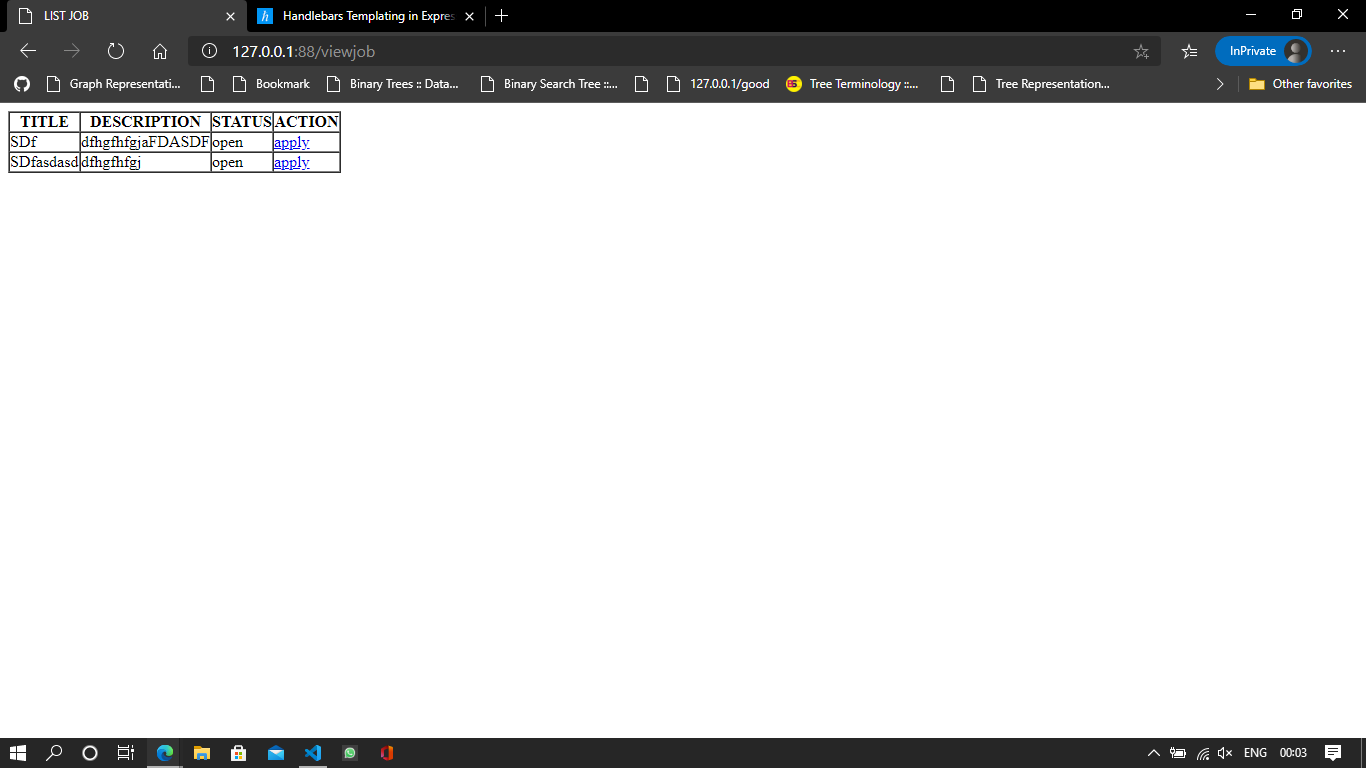 LIST JOB
Handlebars Templating in Expres
127.0.0.1:88/viewjob
InPrivate
Graph Representati...
Bookmark
Binary Trees :: Data...
Binary Search Tree ::...
127.0.0.1/good
Tree Terminology ::...
Tree Representation...
Other favorites
TITLE DESCRIPTION STATUS ACTION
SDf dfhgfhfgjaFDASDF open apply
SDfasdasd dfhgfhfgj open apply
ENG 00:03